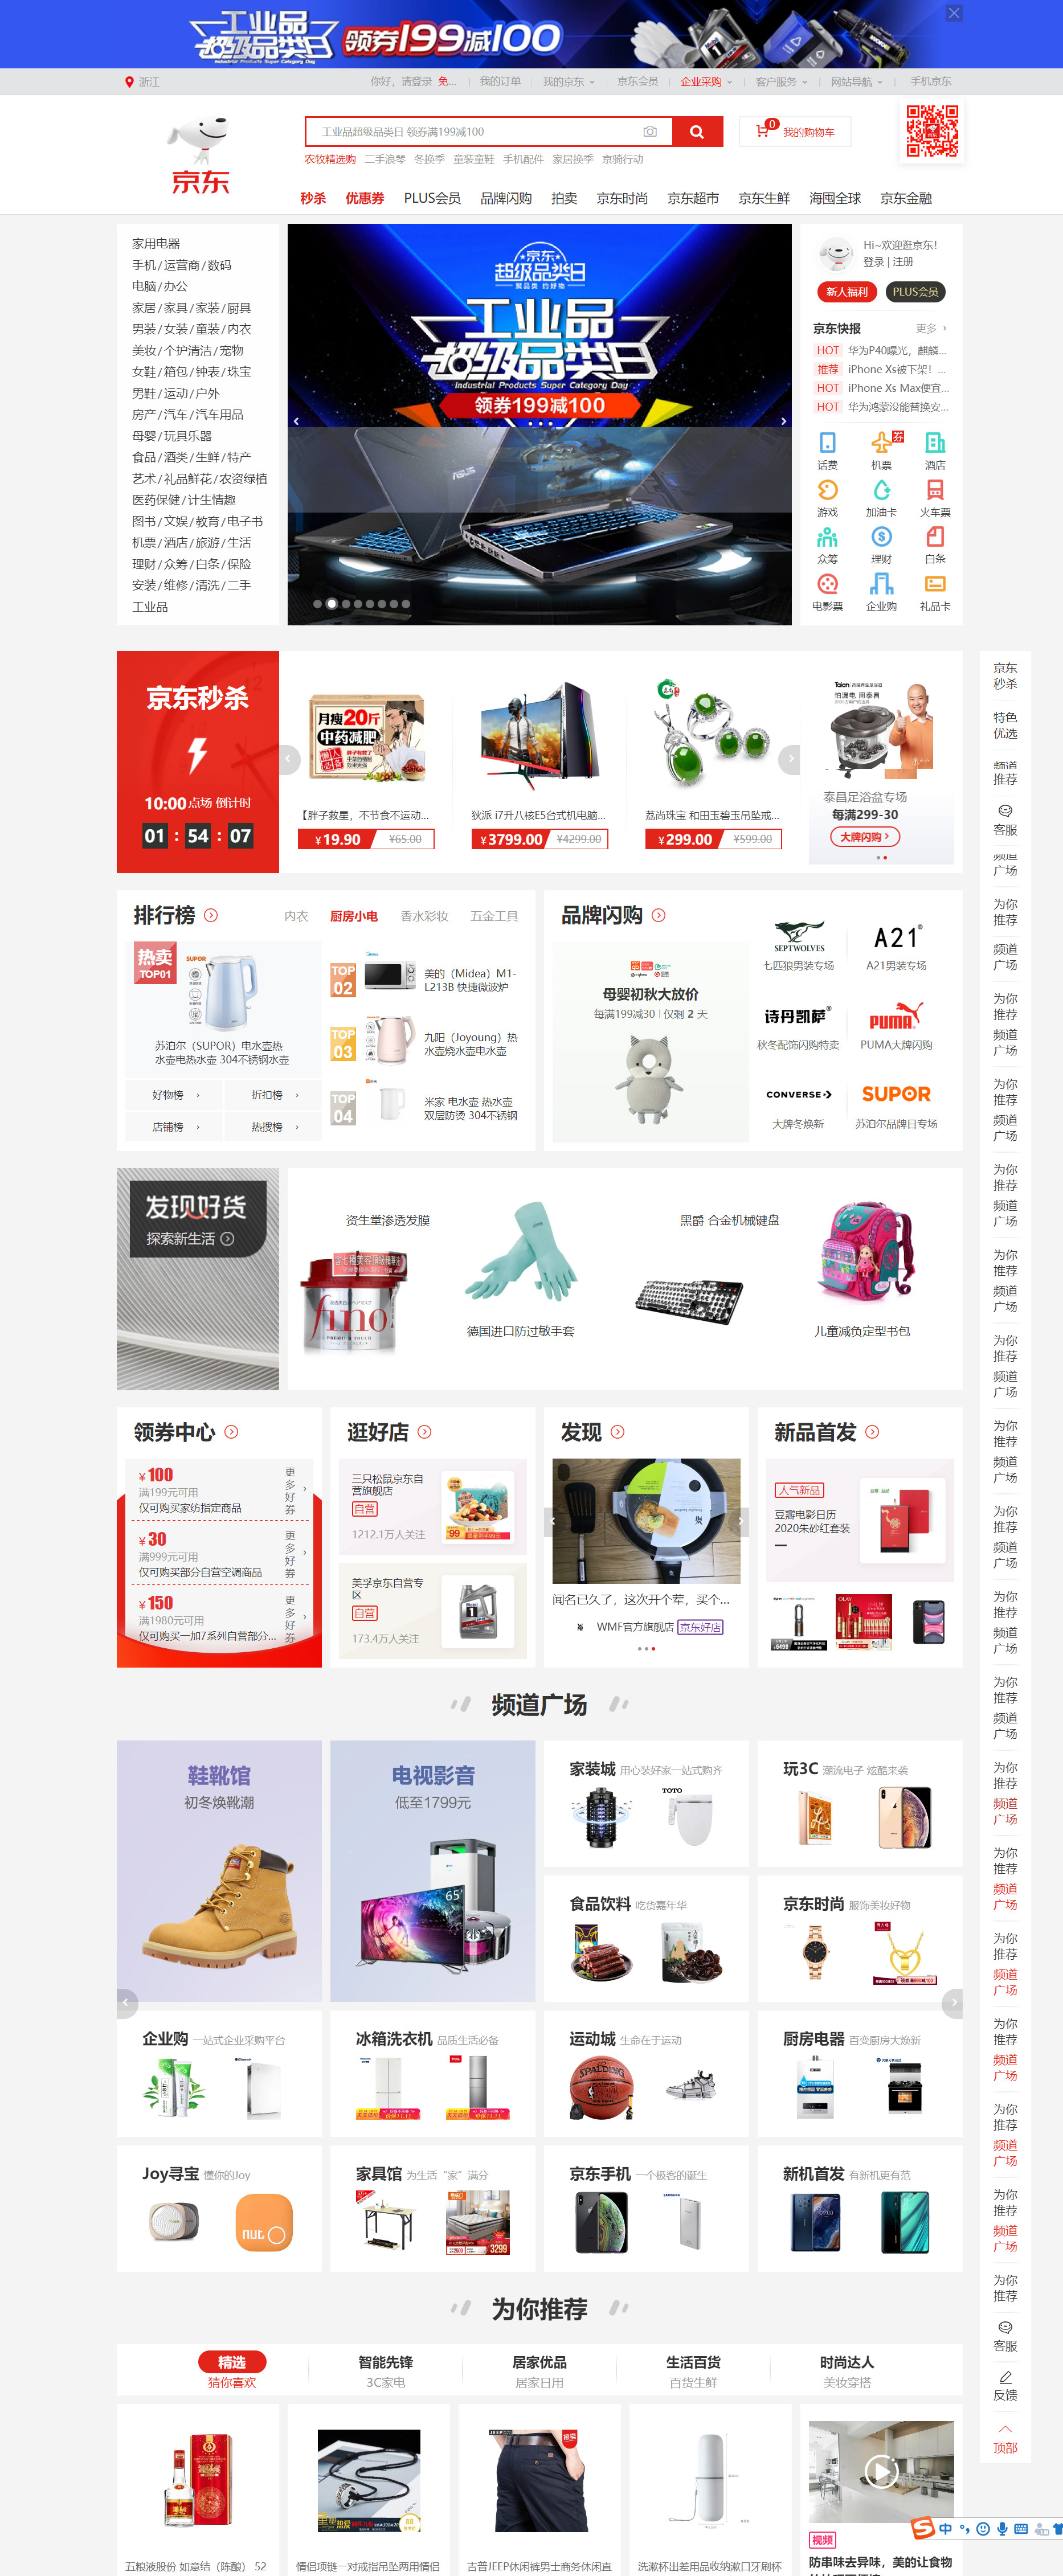 工业品
超级品类日
Industrial Products Super Category Day
领券199减100
浙江
你好，请登录 免...
我的订单
我的京东
京东会员
企业采购
客户服务
网站导航
手机京东
京东
工业品超级品类日 领券满199减100
0
我的购物车
农牧精选购 二手浪琴 冬换季 童装童鞋 手机配件 家居换季 京骑行动
秒杀 优惠券 PLUS会员 品牌闪购 拍卖 京东时尚 京东超市 京东生鲜 海囤全球 京东金融
家用电器
手机/运营商/数码
电脑/办公
家居/家具/家装/厨具
男装/女装/童装/内衣
美妆/个护清洁/宠物
女鞋/箱包/钟表/珠宝
男鞋/运动/户外
房产/汽车/汽车用品
母婴/玩具乐器
食品/酒类/生鲜/特产
艺术/礼品鲜花/农资绿植
医药保健/计生情趣
图书/文娱/教育/电子书
机票/酒店/旅游/生活
理财/众筹/白条/保险
安装/维修/清洗/二手
工业品
京东
超级品类日
聚品类 约好物
工业品
超级品类日
Industrial Products Super Category Day
领券199减100
ASUS
Hi~欢迎逛京东!
登录 | 注册
新人福利
PLUS会员
京东快报
更多
HOT 华为P40曝光，麒麟...
推荐 iPhone Xs被下架！...
HOT iPhone Xs Max便宜...
HOT 华为鸿蒙没能替换安...
话费
机票
券
酒店
游戏
加油卡
火车票
众筹
理财
白条
电影票
企业购
礼品卡
京东秒杀
10:00点场 倒计时
01 : 54 : 07
月瘦20斤
中药减肥
【胖子救星，不节食不运动...
¥19.90 ¥65.00
狄派 i7升八核E5台式机电脑...
¥3799.00 ¥4299.00
荔尚珠宝 和田玉碧玉吊坠戒...
¥299.00 ¥599.00
Taion
怕漏电 用泰昌
泰昌足浴盆专场
每满299-30
大牌闪购
京东
秒杀
特色
优选
频道
推荐
客服
频道
广场
为你
推荐
频道
广场
为你
推荐
频道
广场
为你
推荐
频道
广场
为你
推荐
频道
广场
为你
推荐
频道
广场
为你
推荐
频道
广场
为你
推荐
频道
广场
为你
推荐
频道
广场
为你
推荐
频道
广场
为你
推荐
频道
广场
为你
推荐
频道
广场
为你
推荐
频道
广场
为你
推荐
频道
广场
为你
推荐
频道
广场
为你
推荐
频道
广场
为你
推荐
频道
广场
为你
推荐
客服
反馈
顶部
排行榜
内衣
厨房小电
香水彩妆
五金工具
热卖
TOP01
SUPOR
苏泊尔（SUPOR）电水壶热
水壶电热水壶 304不锈钢水壶
好物榜
折扣榜
店铺榜
热搜榜
TOP
02
美的（Midea）M1-
L213B 快捷微波炉
TOP
03
九阳（Joyoung）热
水壶烧水壶电水壶
TOP
04
米家 电水壶 热水壶
双层防烫 304不锈钢
品牌闪购
母婴初秋大放价
每满199减30 | 仅剩 2 天
SEPTWOLVES
七匹狼男装专场
A21
A21男装专场
诗丹凯萨
秋冬配饰闪购特卖
PUMA
PUMA大牌闪购
CONVERSE
大牌冬焕新
SUPOR
苏泊尔品牌日专场
发现好货
探索新生活
资生堂渗透发膜
fino
PREMIUM TOUCH
德国进口防过敏手套
黑爵 合金机械键盘
儿童减负定型书包
领券中心
¥100
满199元可用
仅可购买家纺指定商品
更多好券
¥30
满999元可用
仅可购买部分自营空调商品
更多好券
¥150
满1980元可用
仅可购买一加7系列自营部分...
更多好券
逛好店
三只松鼠京东自
营旗舰店
自营
1212.1万人关注
美孚京东自营专
区
自营
173.4万人关注
发现
闻名已久了，这次开个荤，买个...
WMF官方旗舰店 京东好店
新品首发
人气新品
豆瓣电影日历
2020朱砂红套装
OLAY
频道广场
鞋靴馆
初冬焕靴潮
电视影音
低至1799元
65"
家装城 用心装好家一站式购齐
TOTO
玩3C 潮流电子 炫酷来袭
食品饮料 吃货嘉年华
京东时尚 服饰美妆好物
企业购 一站式企业采购平台
冰箱洗衣机 品质生活必备
TCL
运动城 生命在于运动
SPALDING
厨房电器 百变厨房大焕新
Joy寻宝 懂你的Joy
nut
家具馆 为生活“家”满分
3299
京东手机 一个极客的诞生
SAMSUNG
新机首发 有新机更有范
为你推荐
精选
猜你喜欢
智能先锋
3C家电
居家优品
居家日用
生活百货
百货生鲜
时尚达人
美妆穿搭
JEEP
五粮液股份 如意结（陈酿） 52
情侣项链一对戒指吊坠两用情侣
吉普JEEP休闲裤男士商务休闲直
洗漱杯出差用品收纳漱口牙刷杯
视频
防串味去异味，美的让食物
中